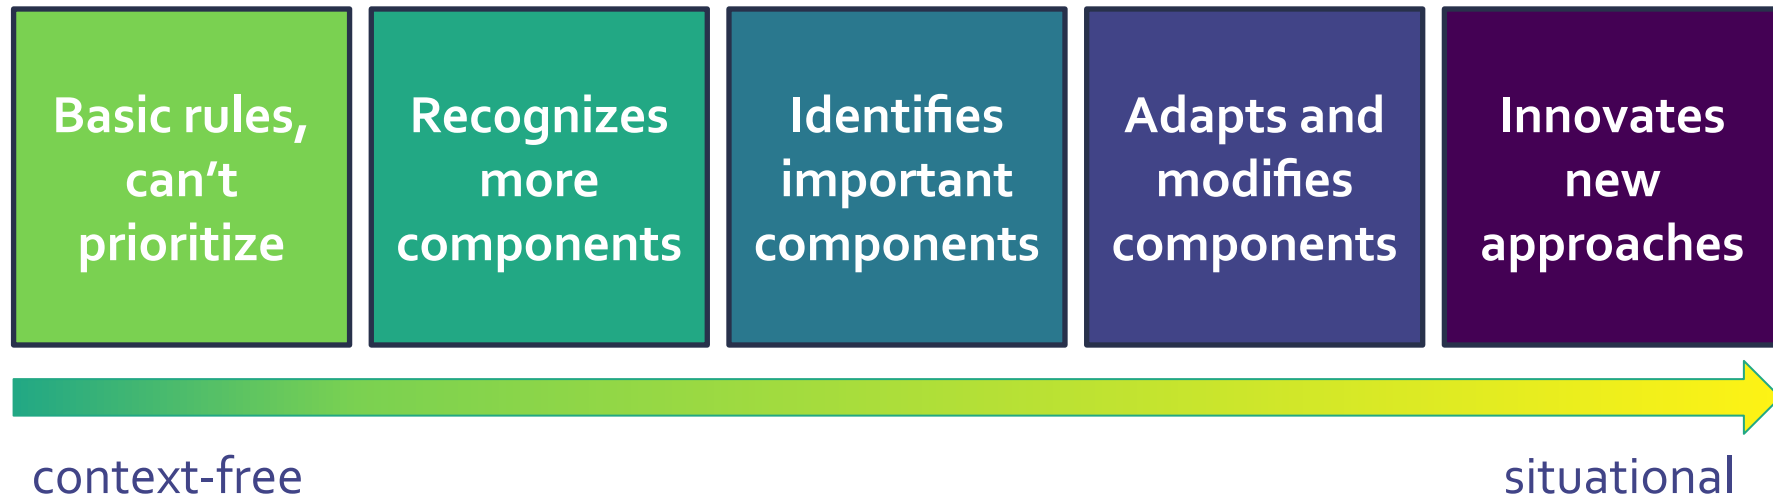 Basic rules,
can’t
prioritize
Recognizes
more
components
Identifies
important
components
Adapts and
modifies
components
Innovates
new
approaches
context-free
situational